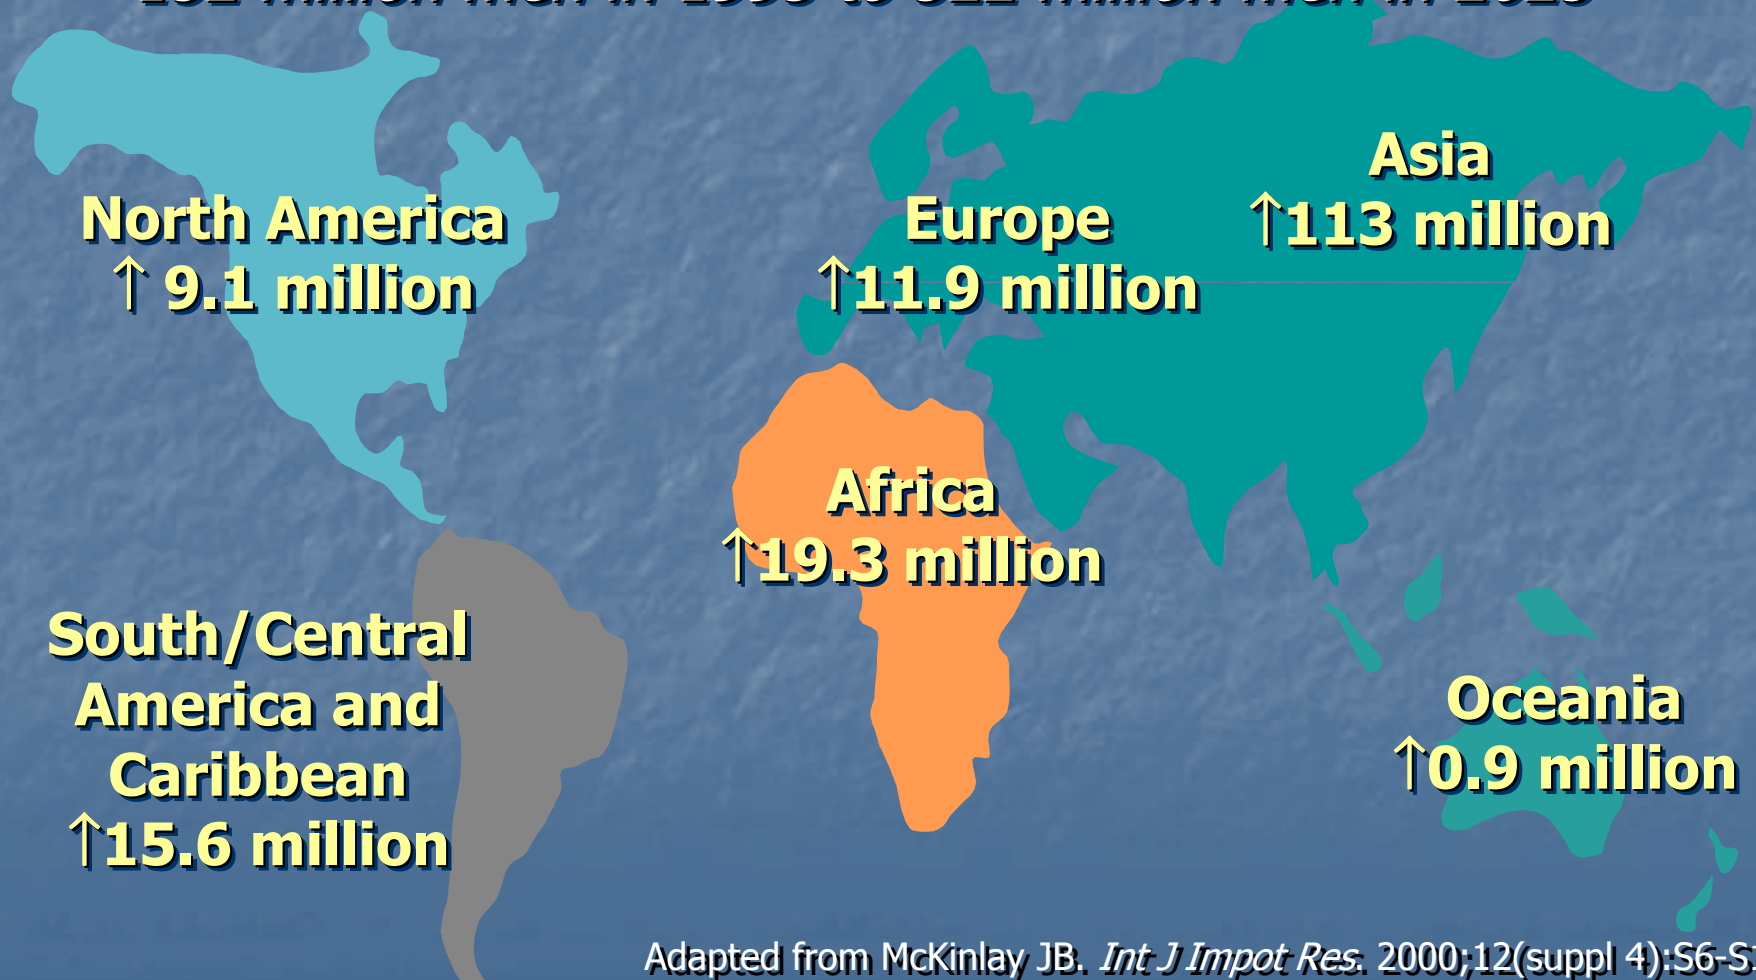 Asia
↑113 million
North America
↑ 9.1 million
Europe
↑11.9 million
Africa
↑19.3 million
South/Central
America and
Caribbean
↑15.6 million
Oceania
↑0.9 million
Adapted from McKinlay JB. Int J Impot Res. 2000;12(suppl 4):S6-S